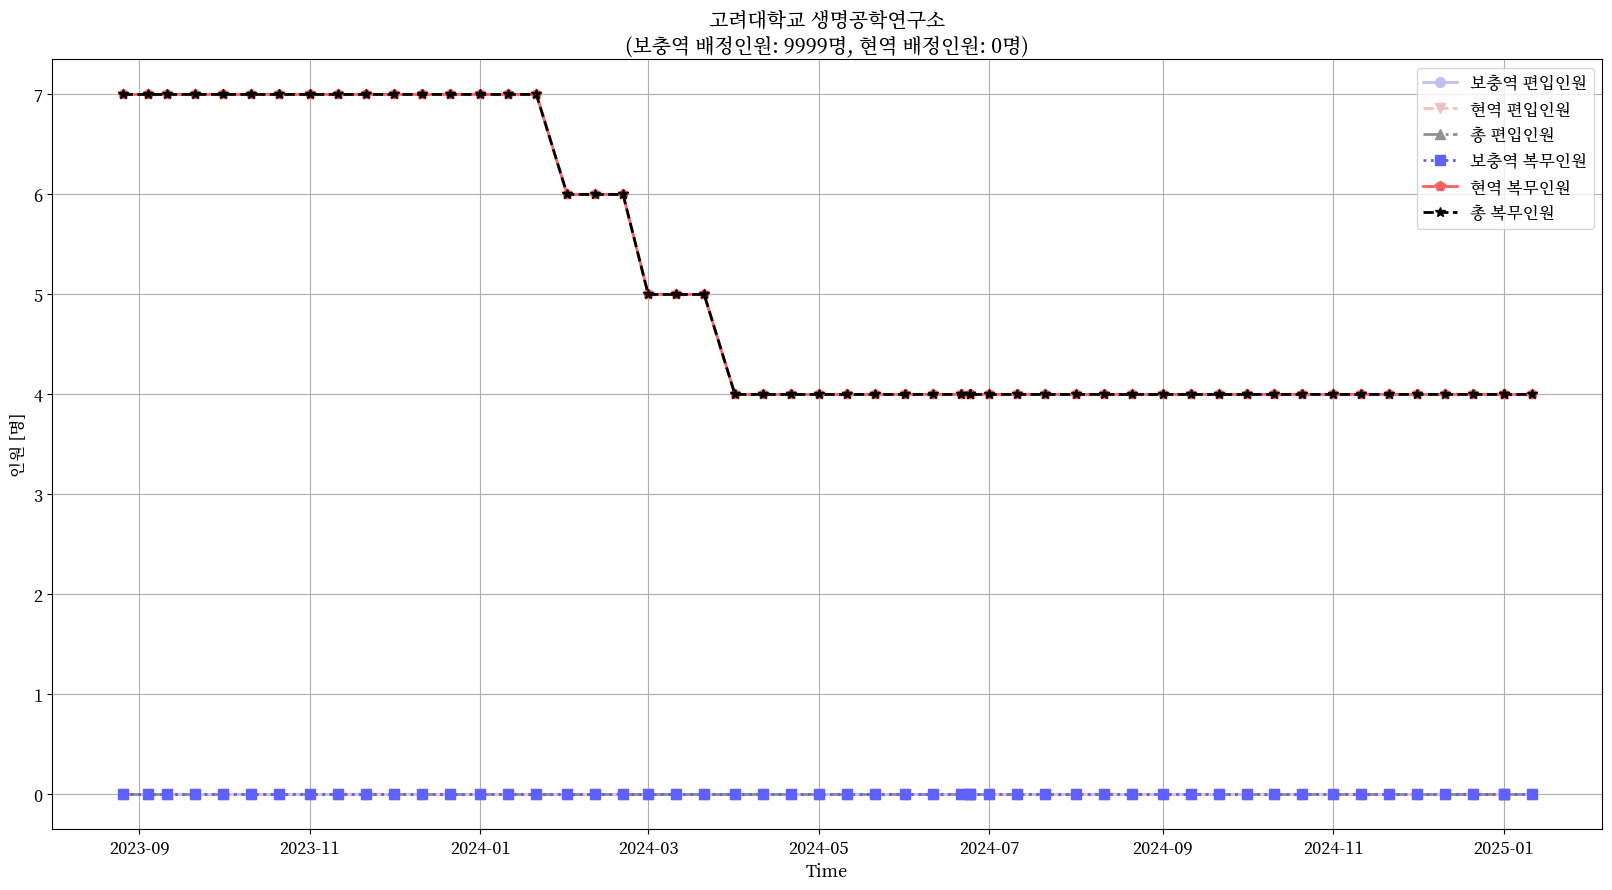 고려대학교 생명공학연구소
(보충역 배정인원: 9999명, 현역 배정인원: 0명)
보충역 편입인원
현역 편입인원
총 편입인원
보충역 복무인원
현역 복무인원
총 복무인원
인원 [명]
7
6
5
4
3
2
1
0
2023-09 2023-11 2024-01 2024-03 2024-05 2024-07 2024-09 2024-11 2025-01
Time